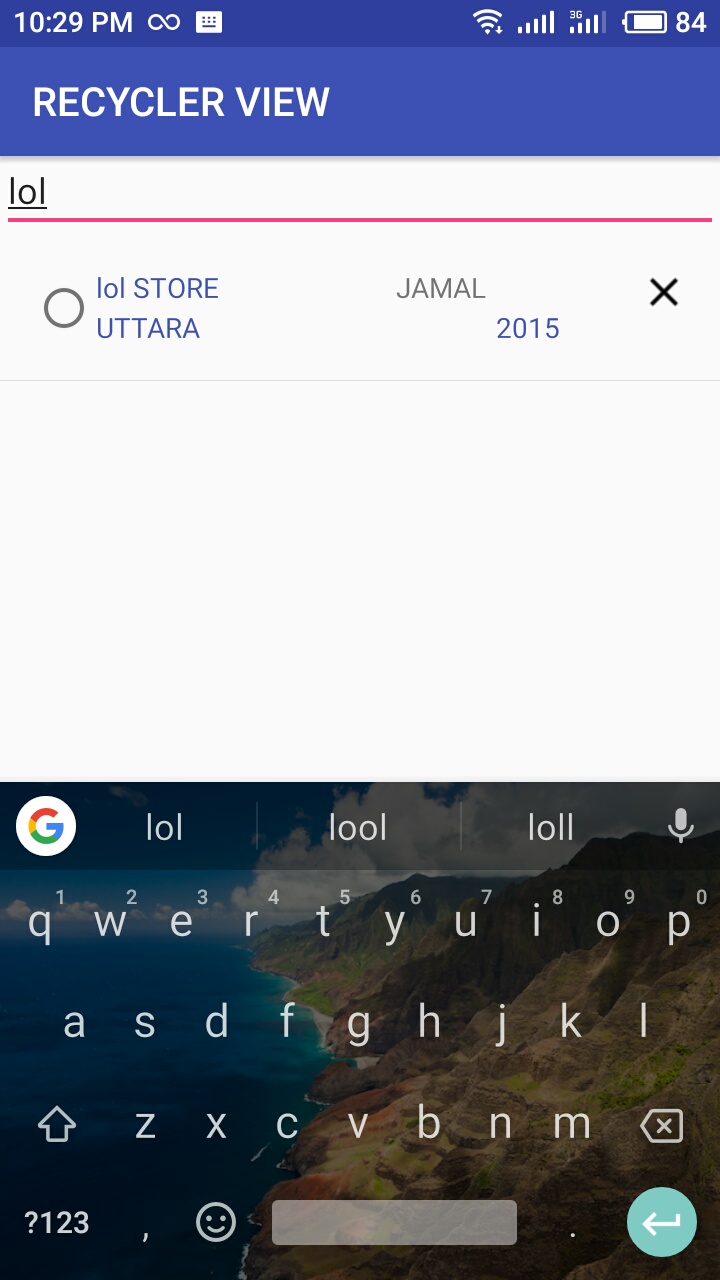 10:29 PM 3G 84
RECYCLER VIEW
lol
lol STORE JAMAL
UTTARA 2015
lol lool loll
1 2 3 4 5 6 7 8 9 0
q w e r t y u i o p
a s d f g h j k l
z x c v b n m
?123 , .